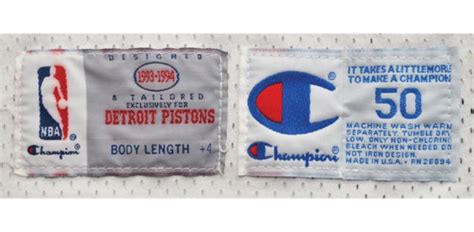 DESIGNED
1993-1994
& TAILORED
EXCLUSIVELY FOR
DETROIT PISTONS
BODY LENGTH +4
NBA
Champion
IT TAKES A LITTLE MORE
TO MAKE A CHAMPION
50
MACHINE WASH WARM
SEPARATELY. TUMBLE DRY
LOW. ONLY NON-CHLORINE
BLEACH WHEN NEEDED. DO
NOT IRON DESIGN.
MADE IN U.S.A. RN26094
Champion